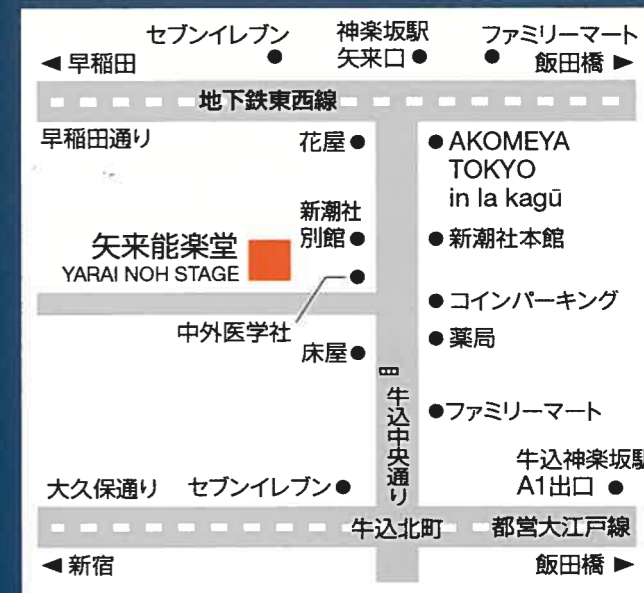 セブンイレブン
神楽坂駅
矢来口
ファミリーマート
早稲田
飯田橋
地下鉄東西線
早稲田通り
花屋
AKOMEYA
TOKYO
in la kagū
新潮社
別館
新潮社本館
矢来能楽堂
YARAI NOH STAGE
コインパーキング
中外医学社
薬局
床屋
牛込中央通り
ファミリーマート
牛込神楽坂駅
A1出口
大久保通り
セブンイレブン
牛込北町
都営大江戸線
新宿
飯田橋